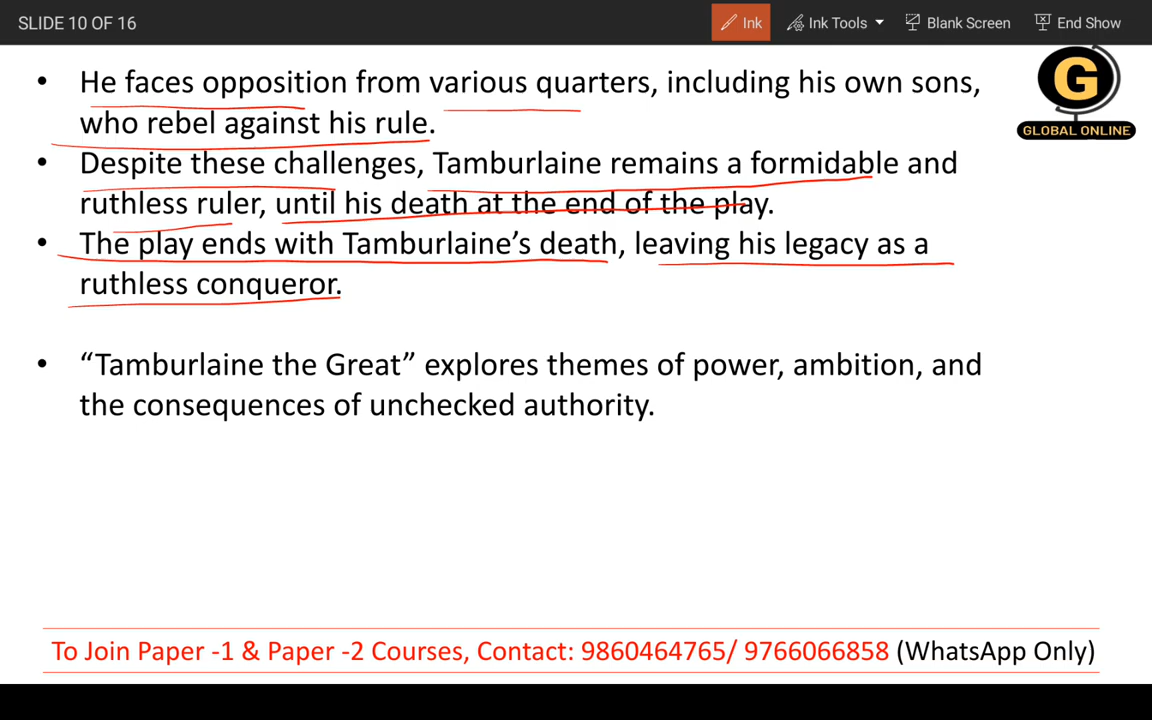 SLIDE 10 OF 16
Ink
Ink Tools
Blank Screen
End Show
G
GLOBAL ONLINE
• He faces opposition from various quarters, including his own sons,
who rebel against his rule.
• Despite these challenges, Tamburlaine remains a formidable and
ruthless ruler, until his death at the end of the play.
• The play ends with Tamburlaine’s death, leaving his legacy as a
ruthless conqueror.
• “Tamburlaine the Great” explores themes of power, ambition, and
the consequences of unchecked authority.
To Join Paper -1 & Paper -2 Courses, Contact: 9860464765/ 9766066858 (WhatsApp Only)